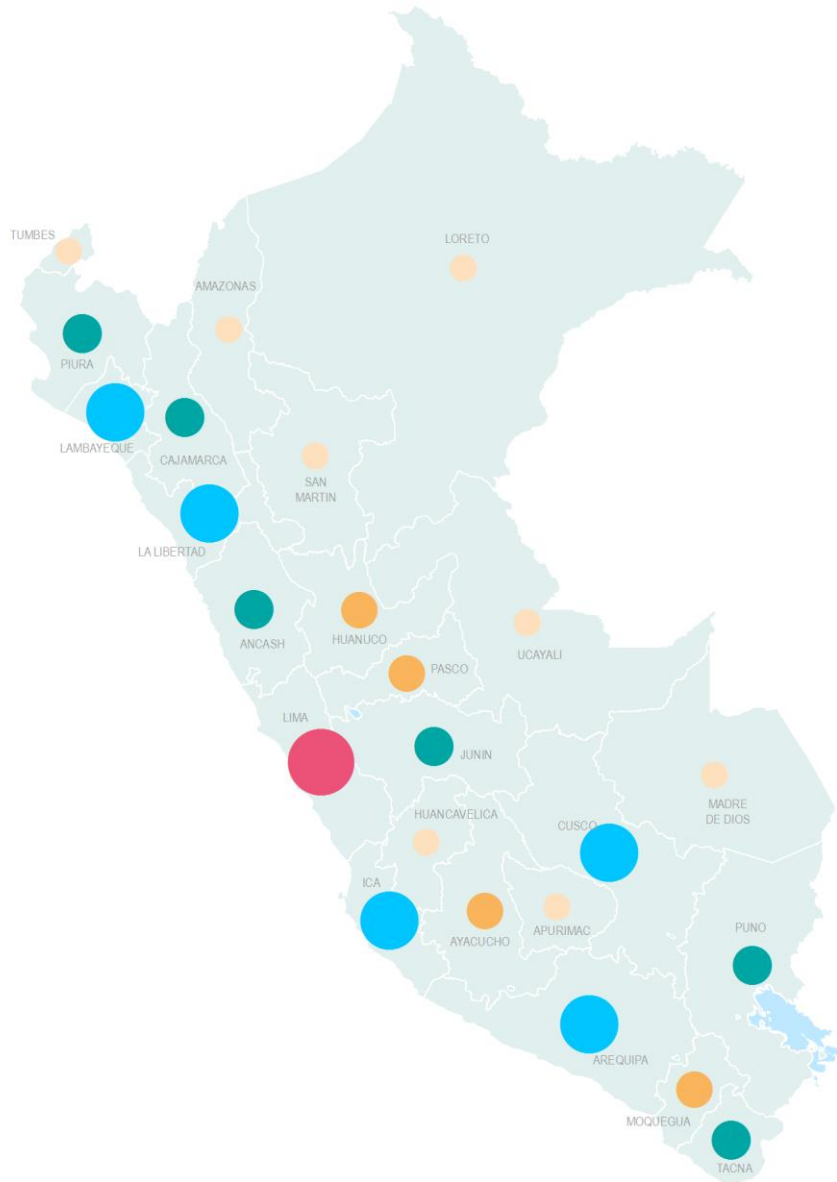 TUMBES
LORETO
AMAZONAS
PIURA
LAMBAYEQUE
CAJAMARCA
SAN
MARTIN
LA LIBERTAD
ANCASH
HUANUCO
UCAYALI
PASCO
LIMA
JUNIN
MADRE
DE DIOS
HUANCAVELICA
CUSCO
ICA
AYACUCHO
APURIMAC
PUNO
AREQUIPA
MOQUEGUA
TACNA